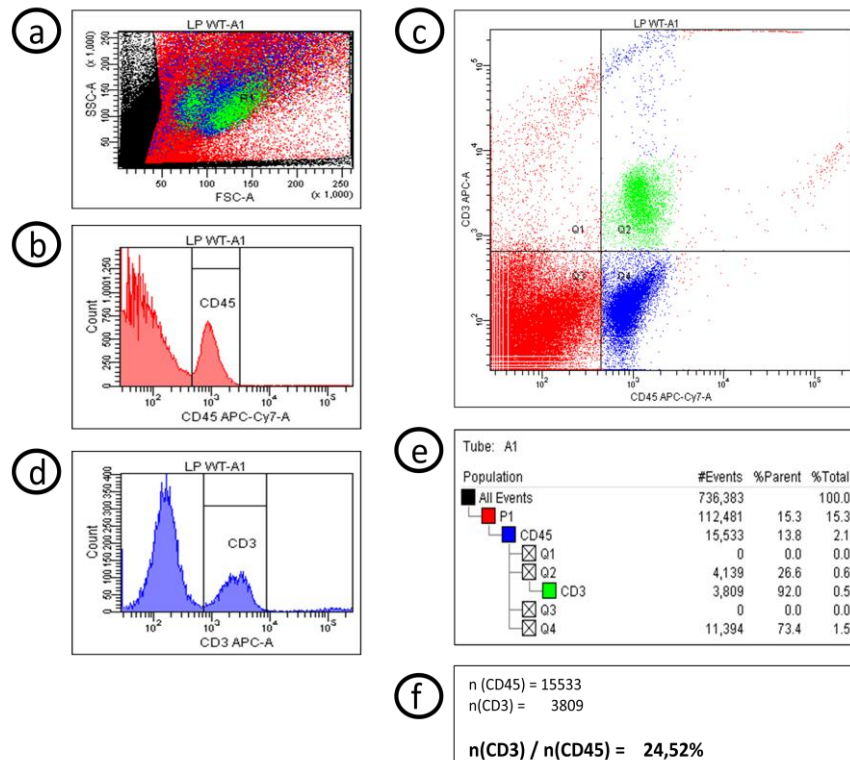 a
LP WT-A1
SSC-A
(x 1,000)
50 100 150 200 250
P1
50 100 150 200 250
FSC-A
(x 1,000)
b
LP WT-A1
Count
0 250 500 750 1,000 1,250
CD45
10² 10³ 10⁴ 10⁵
CD45 APC-Cy7-A
d
LP WT-A1
Count
0 50 100 150 200 250 300 350 400
CD3
10² 10³ 10⁴ 10⁵
CD3 APC-A
c
LP WT-A1
CD3 APC-A
10⁵
10⁴
10³
10²
Q1 Q2
Q3 Q4
10² 10³ 10⁴ 10⁵
CD45 APC-Cy7-A
e
Tube: A1
Population #Events %Parent %Total
All Events 736,383 100.0
P1 112,481 15.3 15.3
CD45 15,533 13.8 2.1
Q1 0 0.0 0.0
Q2 4,139 26.6 0.6
CD3 3,809 92.0 0.5
Q3 0 0.0 0.0
Q4 11,394 73.4 1.5
f
n (CD45) = 15533
n(CD3) = 3809
n(CD3) / n(CD45) = 24,52%